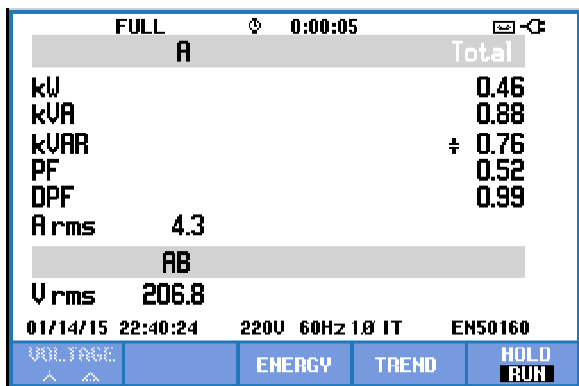 FULL 0:00:05
A Total
kW 0.46
kVA 0.88
kVAR 0.76
PF 0.52
DPF 0.99
A rms 4.3
AB
V rms 206.8
01/14/15 22:40:24 220V 60Hz 1Ø IT EN50160
VOLTAGE ENERGY TREND HOLD
RUN